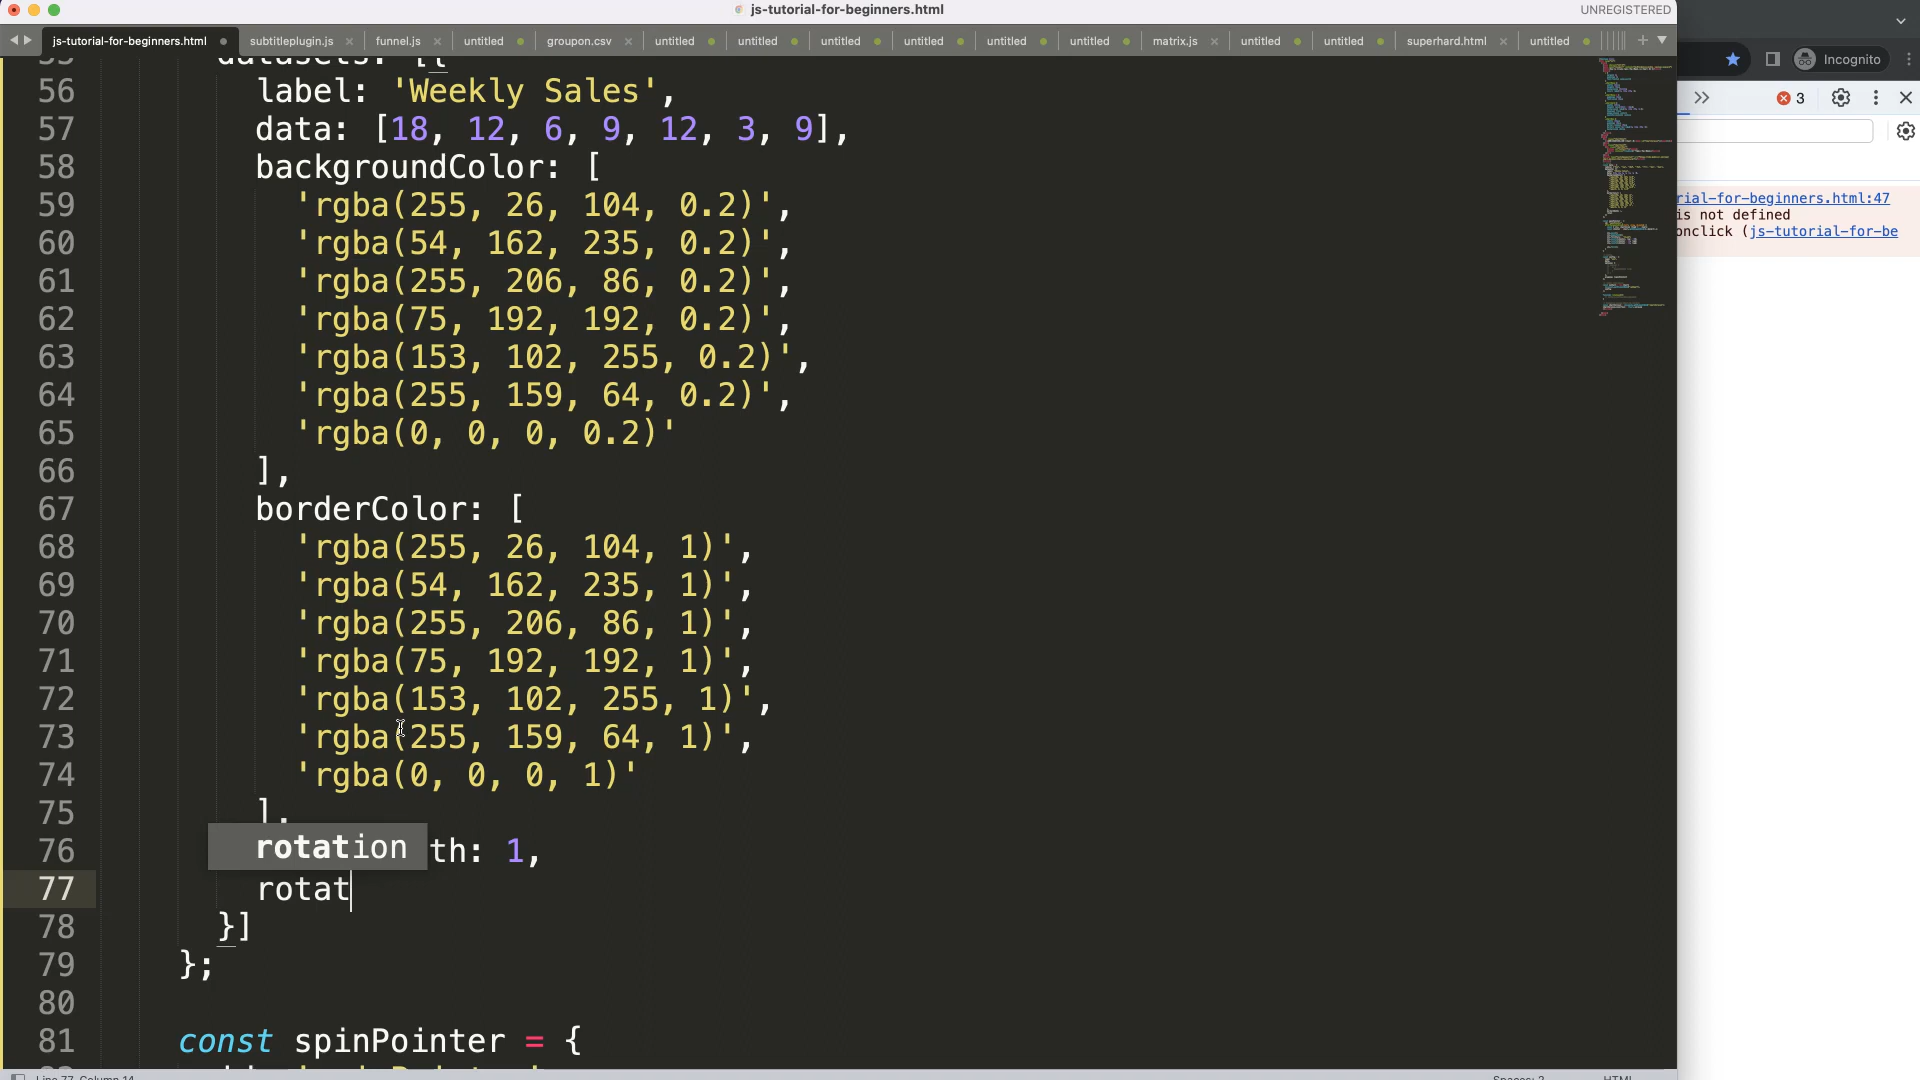 js-tutorial-for-beginners.html
UNREGISTERED
js-tutorial-for-beginners.html subtitleplugin.js funnel.js untitled groupon.csv untitled untitled untitled untitled untitled untitled matrix.js untitled untitled superhard.html untitled
Incognito
3
56 label: 'Weekly Sales',
57 data: [18, 12, 6, 9, 12, 3, 9],
58 backgroundColor: [
59 'rgba(255, 26, 104, 0.2)',
60 'rgba(54, 162, 235, 0.2)',
61 'rgba(255, 206, 86, 0.2)',
62 'rgba(75, 192, 192, 0.2)',
63 'rgba(153, 102, 255, 0.2)',
64 'rgba(255, 159, 64, 0.2)',
65 'rgba(0, 0, 0, 0.2)'
66 ],
67 borderColor: [
68 'rgba(255, 26, 104, 1)',
69 'rgba(54, 162, 235, 1)',
70 'rgba(255, 206, 86, 1)',
71 'rgba(75, 192, 192, 1)',
72 'rgba(153, 102, 255, 1)',
73 'rgba(255, 159, 64, 1)',
74 'rgba(0, 0, 0, 1)'
75 ],
rotation
76 th: 1,
77 rotat
78 }]
79 };
80
81 const spinPointer = {
rial-for-beginners.html:47
is not defined
onclick (js-tutorial-for-be
Line 77, Column 14
Spaces: 2
HTML